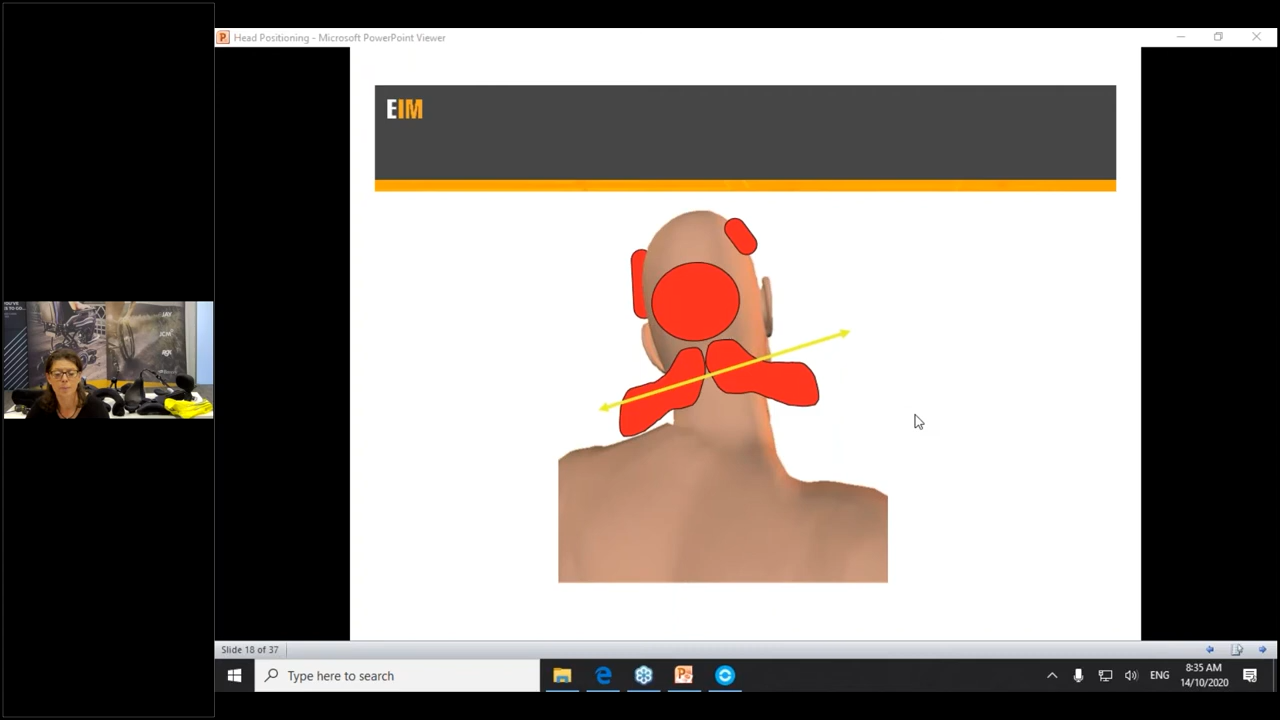 Head Positioning - Microsoft PowerPoint Viewer
EIM
JAY
Slide 18 of 37
Type here to search
ENG
8:35 AM
14/10/2020